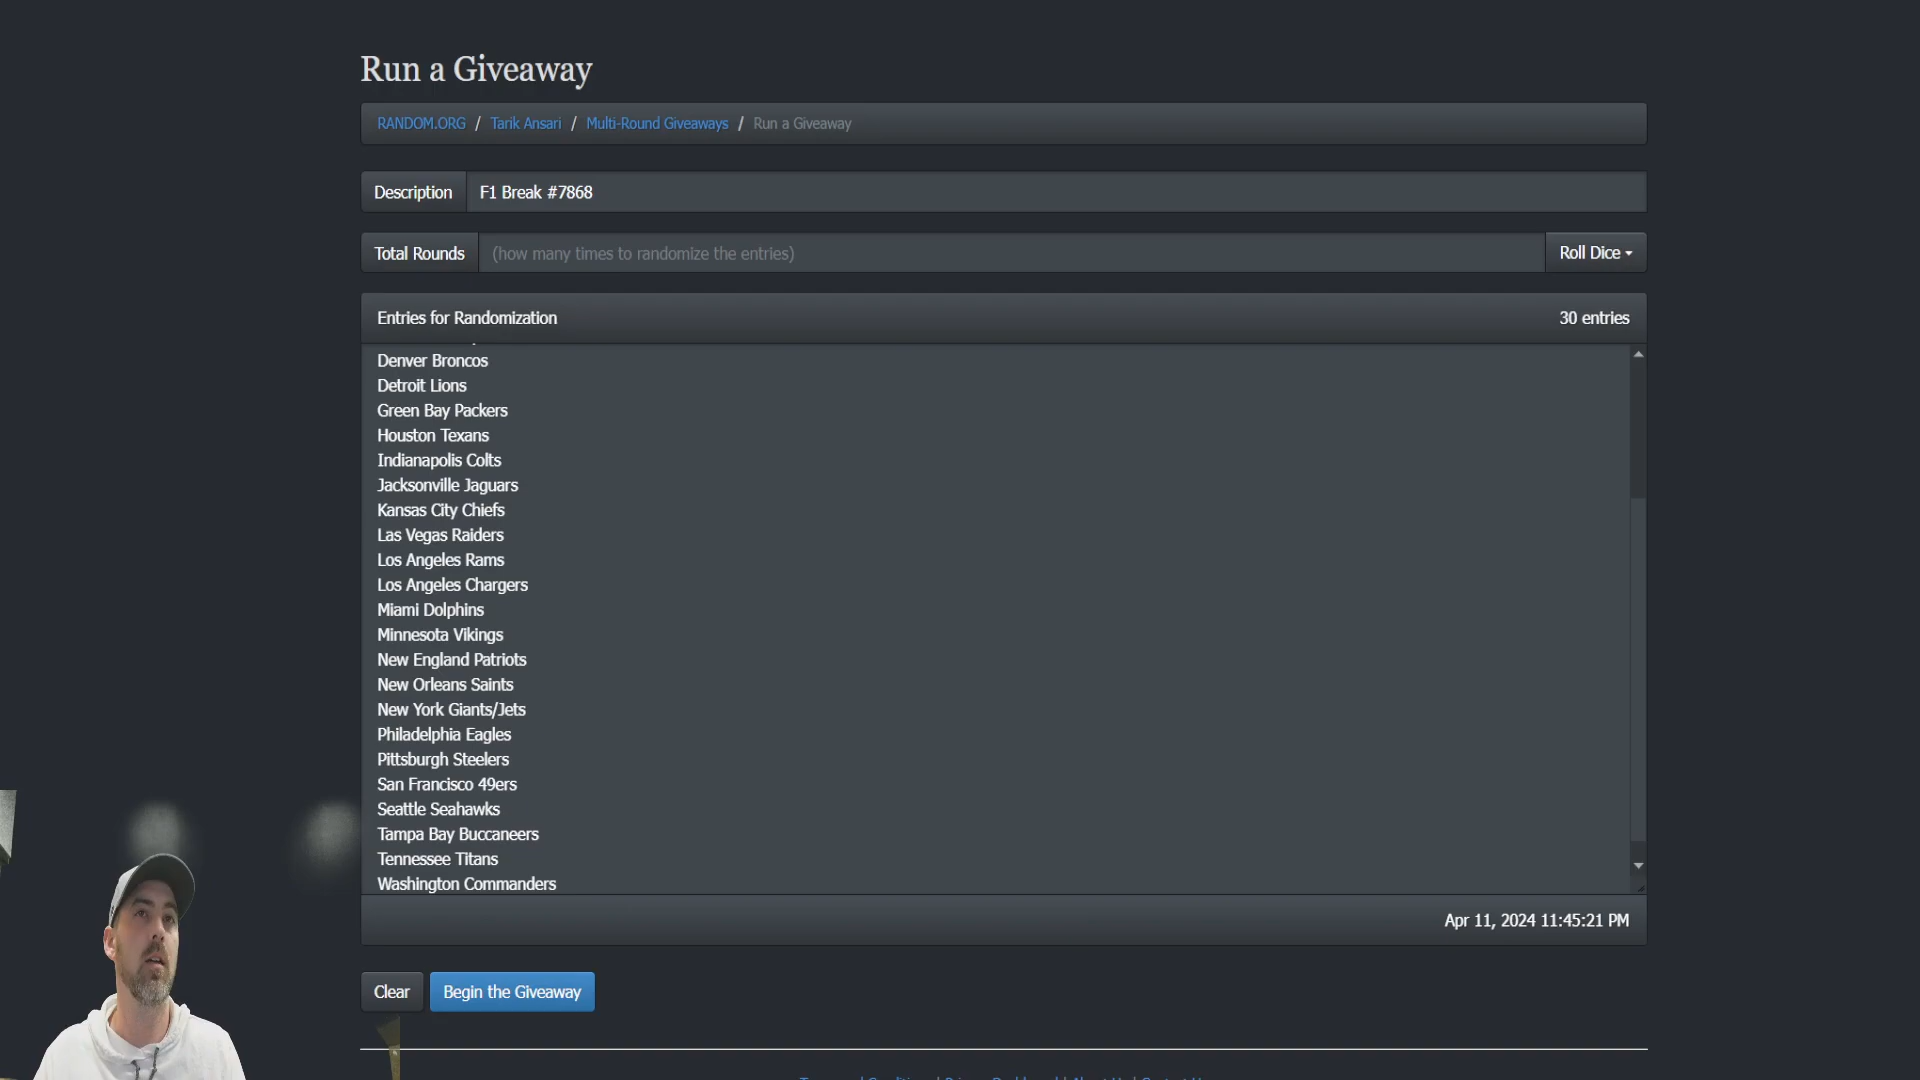 Run a Giveaway
RANDOM.ORG / Tarik Ansari / Multi-Round Giveaways / Run a Giveaway
Description F1 Break #7868
Total Rounds (how many times to randomize the entries) Roll Dice
Entries for Randomization 30 entries
Denver Broncos
Detroit Lions
Green Bay Packers
Houston Texans
Indianapolis Colts
Jacksonville Jaguars
Kansas City Chiefs
Las Vegas Raiders
Los Angeles Rams
Los Angeles Chargers
Miami Dolphins
Minnesota Vikings
New England Patriots
New Orleans Saints
New York Giants/Jets
Philadelphia Eagles
Pittsburgh Steelers
San Francisco 49ers
Seattle Seahawks
Tampa Bay Buccaneers
Tennessee Titans
Washington Commanders
Apr 11, 2024 11:45:21 PM
Clear Begin the Giveaway